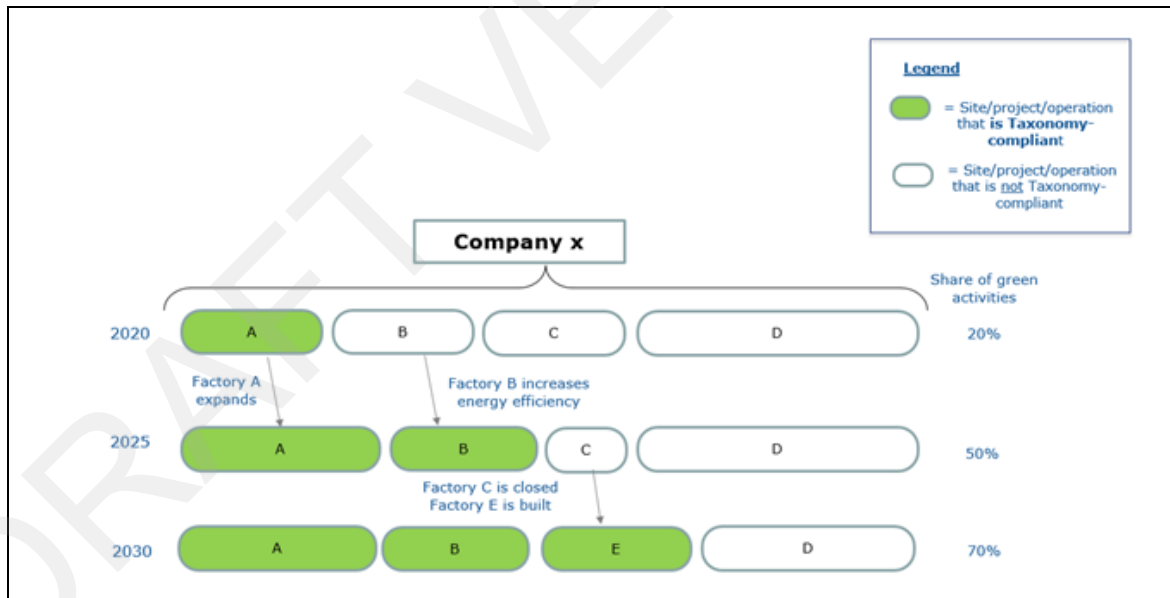 DRAFT VE
Legend
= Site/project/operation
that is Taxonomy-
compliant
= Site/project/operation
that is not Taxonomy-
compliant
Company x
Share of green
activities
2020
A
B
C
D
20%
Factory A
expands
Factory B increases
energy efficiency
2025
A
B
C
D
50%
Factory C is closed
Factory E is built
2030
A
B
E
D
70%